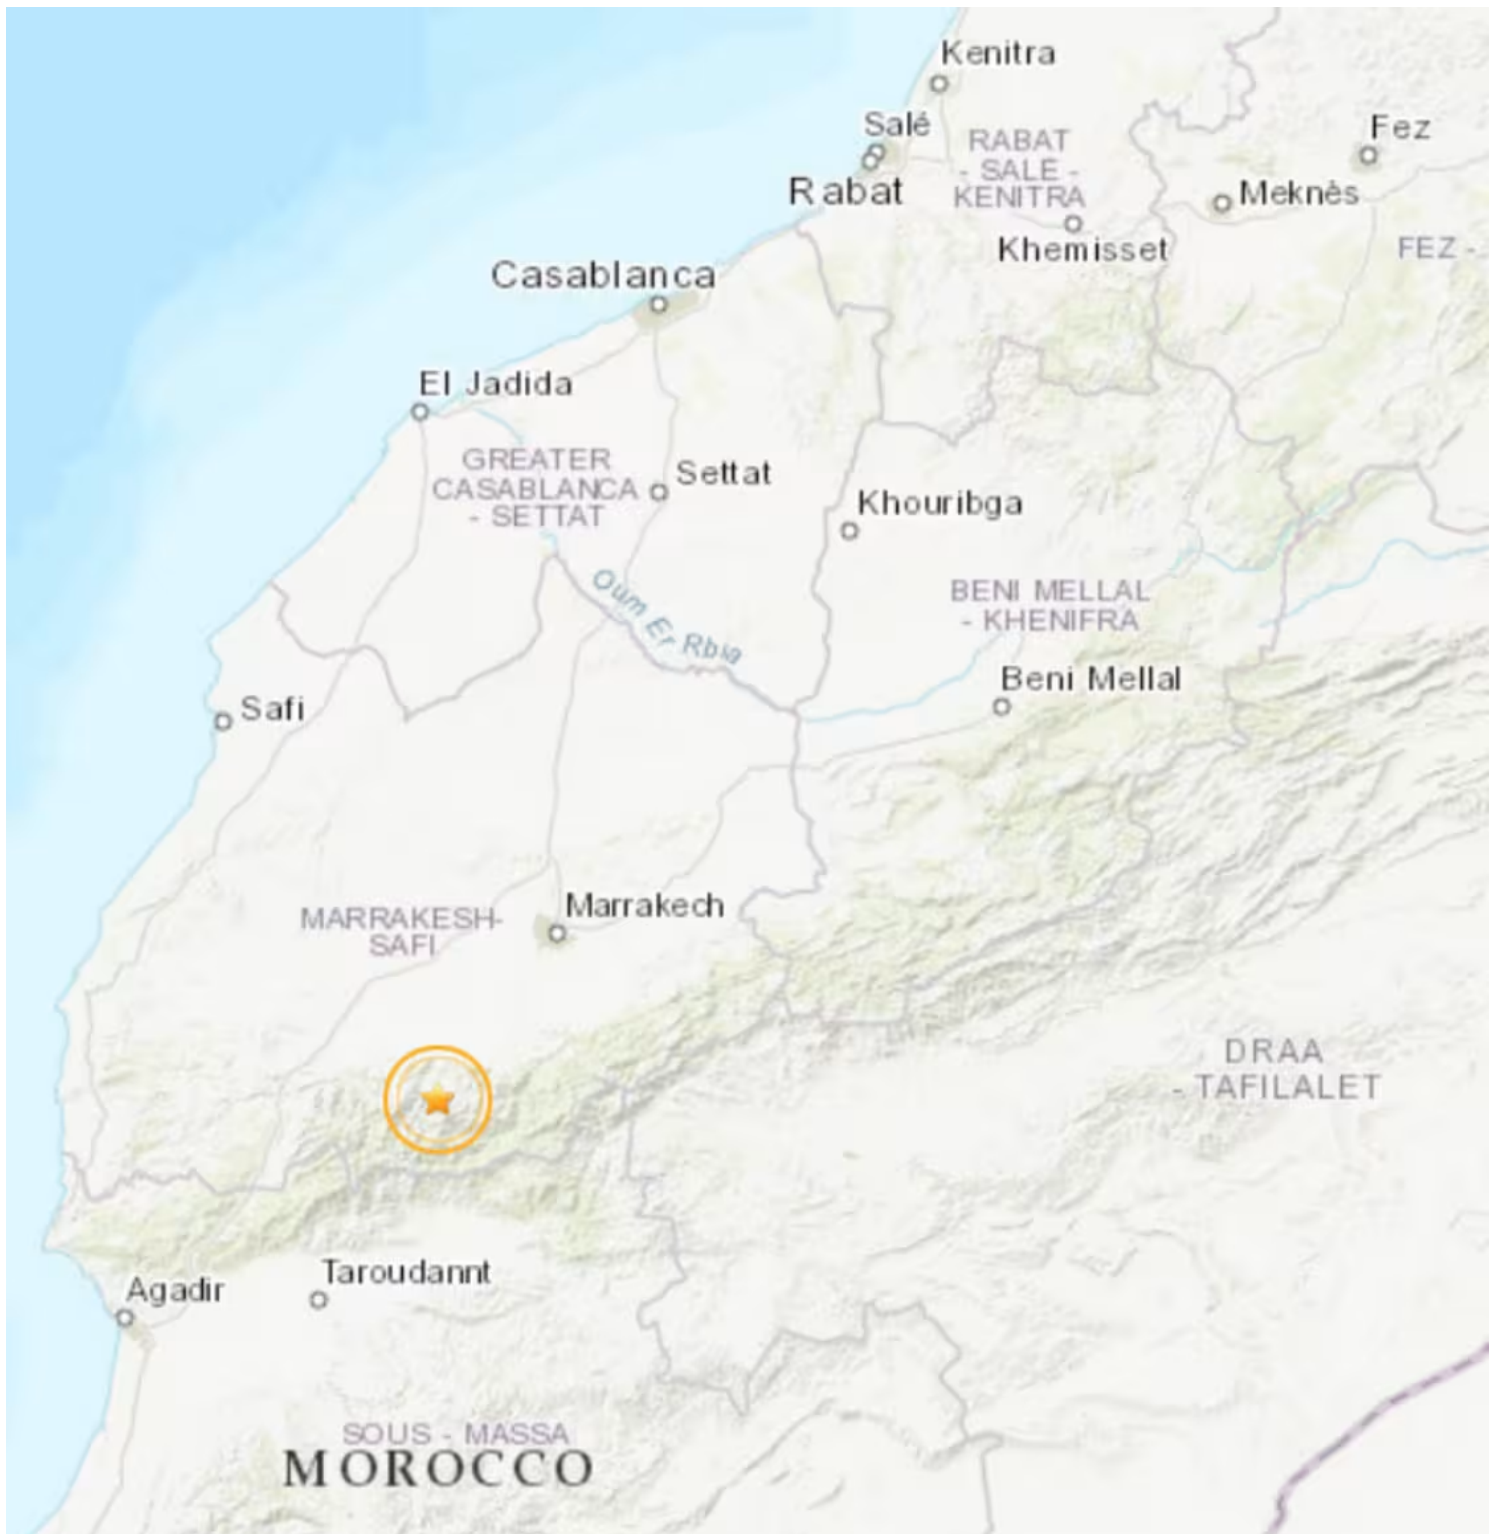 Kenitra
Salé
Fez
RABAT
- SALE -
KENITRA
Rabat
Meknès
Khemisset
FEZ -
Casablanca
El Jadida
GREATER
CASABLANCA
- SETTAT
Settat
Khouribga
Oum Er Rbia
BENI MELLAL
- KHENIFRA
Beni Mellal
Safi
Marrakech
MARRAKESH-
SAFI
DRAA
- TAFILALET
Taroudannt
Agadir
SOUS - MASSA
MOROCCO